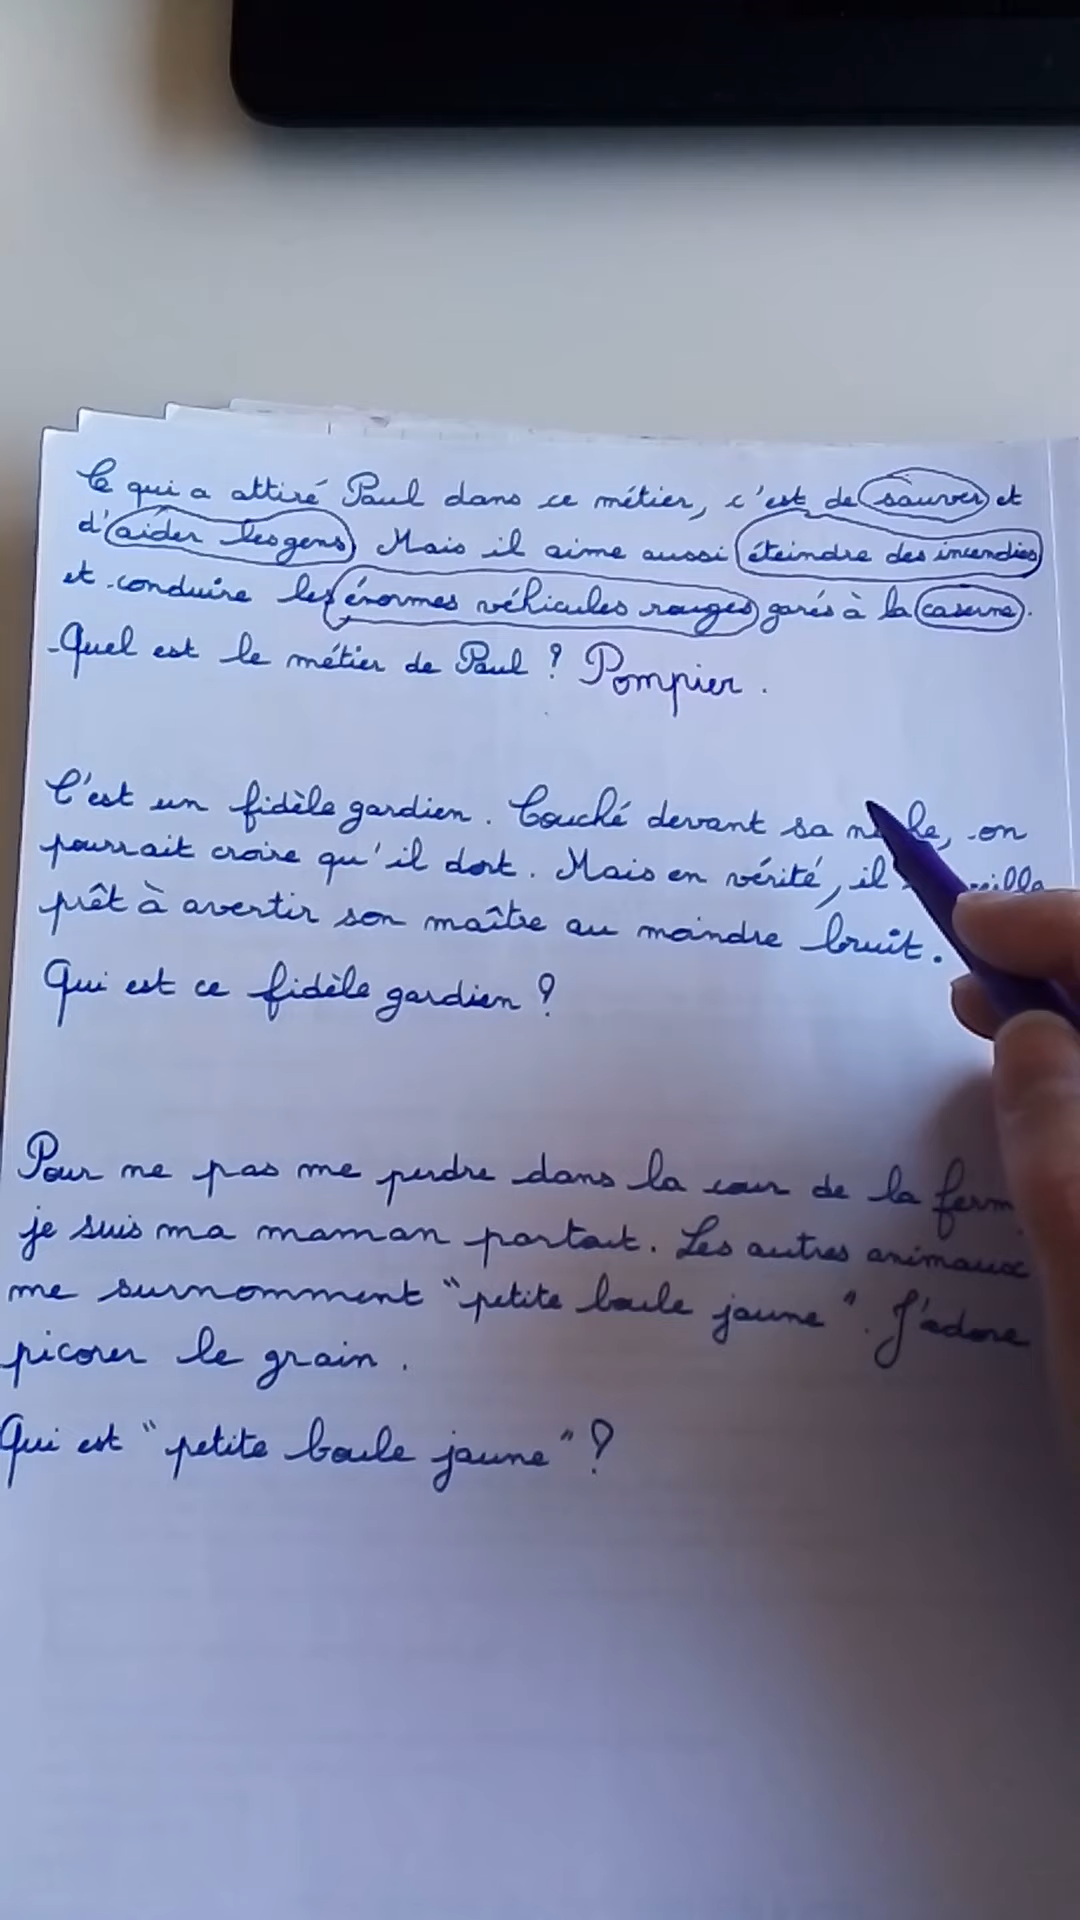 Ce qui a attiré Paul dans ce métier, c'est de sauver et
d'aider les gens. Mais il aime aussi éteindre des incendies
et conduire les énormes véhicules rouges garés à la caserne.
- Quel est le métier de Paul ? Pompier.
C'est un fidèle gardien. Couché devant sa on
pourrait croire qu'il dort. Mais en vérité, il
prêt à avertir son maître au moindre bruit.
Qui est ce fidèle gardien ?
Pour ne pas me perdre dans la cour de la
je suis ma maman partout. Les autres animaux
me surnomment "petite boule jaune". J'adore
picorer le grain.
Qui est "petite boule jaune" ?